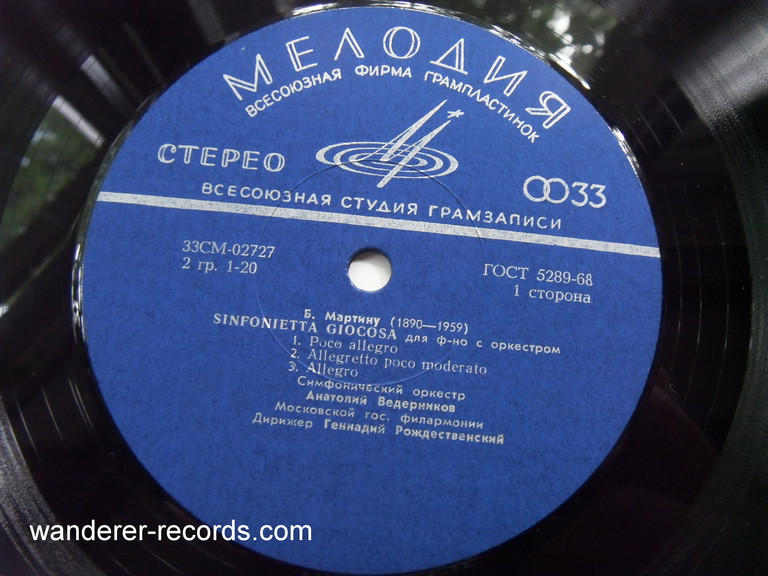 МЕЛОДИЯ
ВСЕСОЮЗНАЯ ФИРМА ГРАМПЛАСТИНОК
СТЕРЕО
33
ВСЕСОЮЗНАЯ СТУДИЯ ГРАМЗАПИСИ
33СМ-02727
2 гр. 1-20
ГОСТ 5289-68
1 сторона
Б. Мартину (1890—1959)
SINFONIETTA GIOCOSA для ф-но с оркестром
1. Poco allegro
2. Allegretto poco moderato
3. Allegro
Симфонический оркестр
Анатолий Ведерников
Московской гос. филармонии
Дирижер Геннадий Рождественский
wanderer-records.com